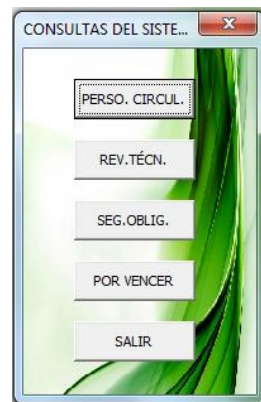 CONSULTAS DEL SISTE...
PERSO. CIRCUL.
REV.TÉCN.
SEG.OBLIG.
POR VENCER
SALIR